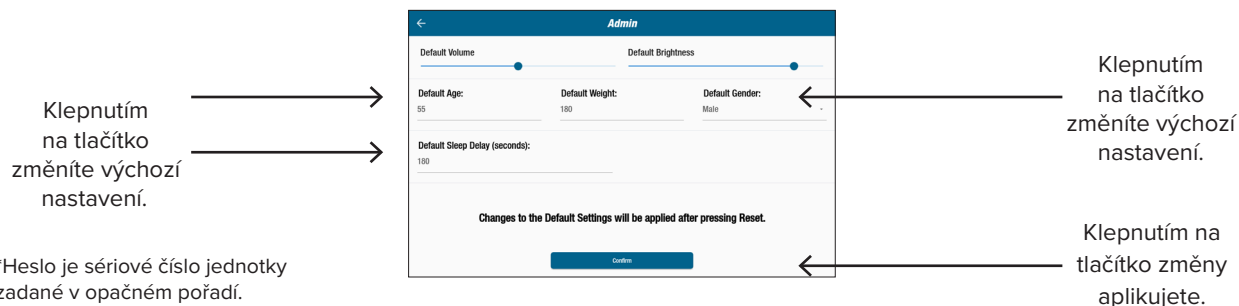 Admin
Default Volume
Default Brightness
Default Age:
Default Weight:
Default Gender:
55
180
Male
Default Sleep Delay (seconds):
180
Changes to the Default Settings will be applied after pressing Reset.
Confirm
Klepnutím
na tlačítko
změníte výchozí
nastavení.
Klepnutím
na tlačítko
změníte výchozí
nastavení.
Klepnutím na
tlačítko změny
aplikujete.
*Heslo je sériové číslo jednotky
zadané v opačném pořadí.